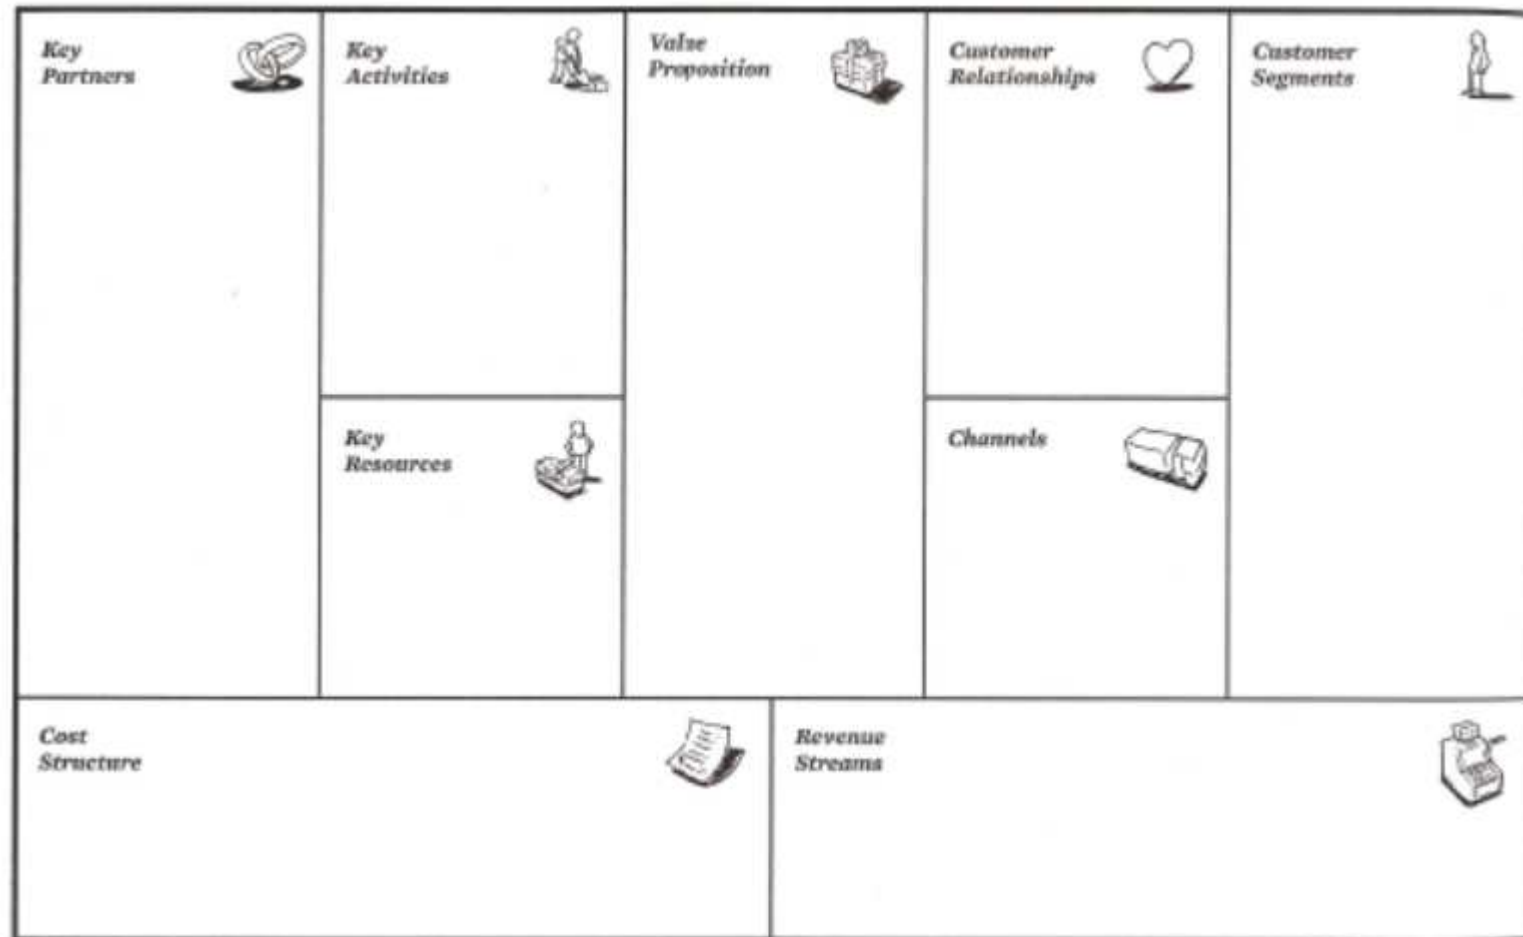 Key
Partners
Key
Activities
Value
Proposition
Customer
Relationships
Customer
Segments
Key
Resources
Channels
Cost
Structure
Revenue
Streams